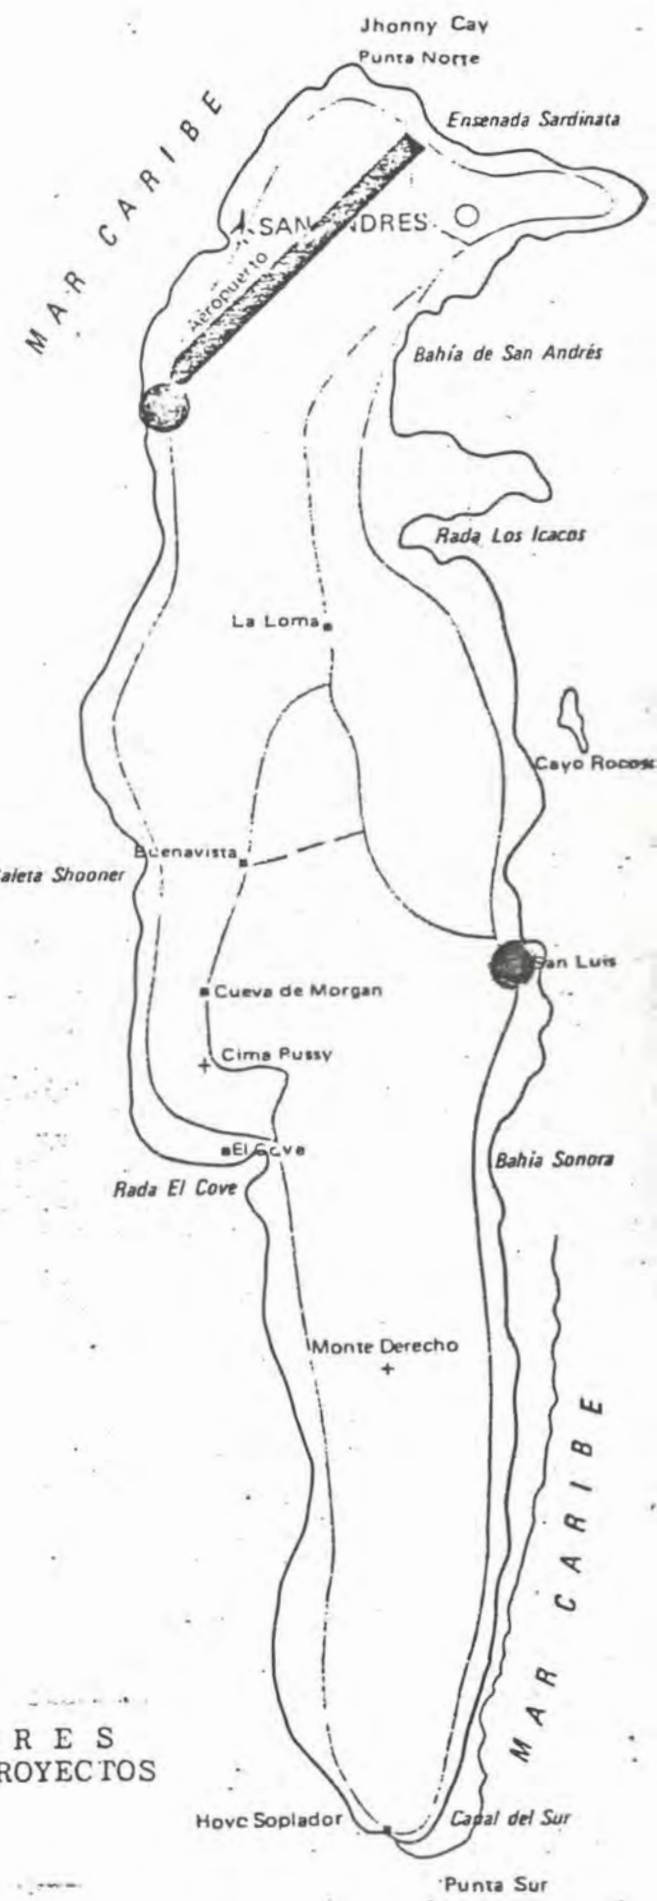 Jhonny Cay
Punta Norte
MAR CARIBE
Ensenada Sardinata
SAN ANDRES
Aeropuerto
Bahía de San Andrés
Rada Los Icacos
La Loma
Cayo Rocoso
Buenavista
aleta Shooner
San Luis
Cueva de Morgan
Cima Pussy
El Cove
Bahía Sonora
Rada El Cove
Monte Derecho
MAR CARIBE
RES
ROYECTOS
Hoyc Soplador
Canal del Sur
Punta Sur